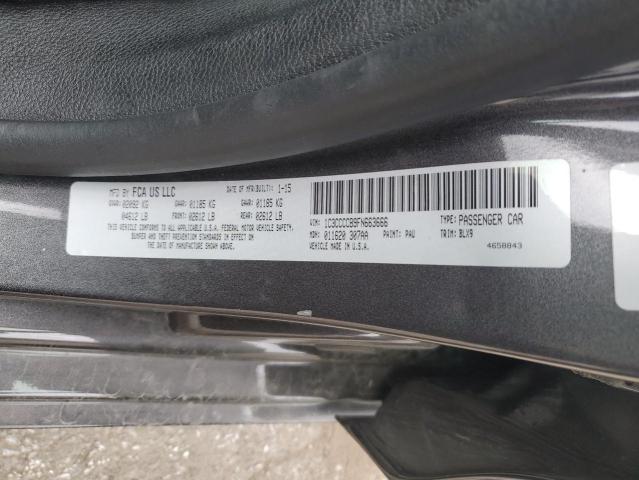 MFD BY FCA US LLC DATE OF MFR(BUILT): 1-15
GVWR: 02092 KG GAWR: 01185 KG GAWR: 01185 KG
04612 LB FRONT: 02612 LB REAR: 02612 LB
THIS VEHICLE CONFORMS TO ALL APPLICABLE U.S.A. FEDERAL MOTOR VEHICLE SAFETY,
BUMPER AND THEFT PREVENTION STANDARDS IN EFFECT ON THE
DATE OF MANUFACTURE SHOWN ABOVE.
VIN: 1C3CCCCB9FN663666 TYPE: PASSENGER CAR
MDH: 011620 307AA PAINT: PAU TRIM: BLX9
VEHICLE MADE IN U.S.A. 4658843